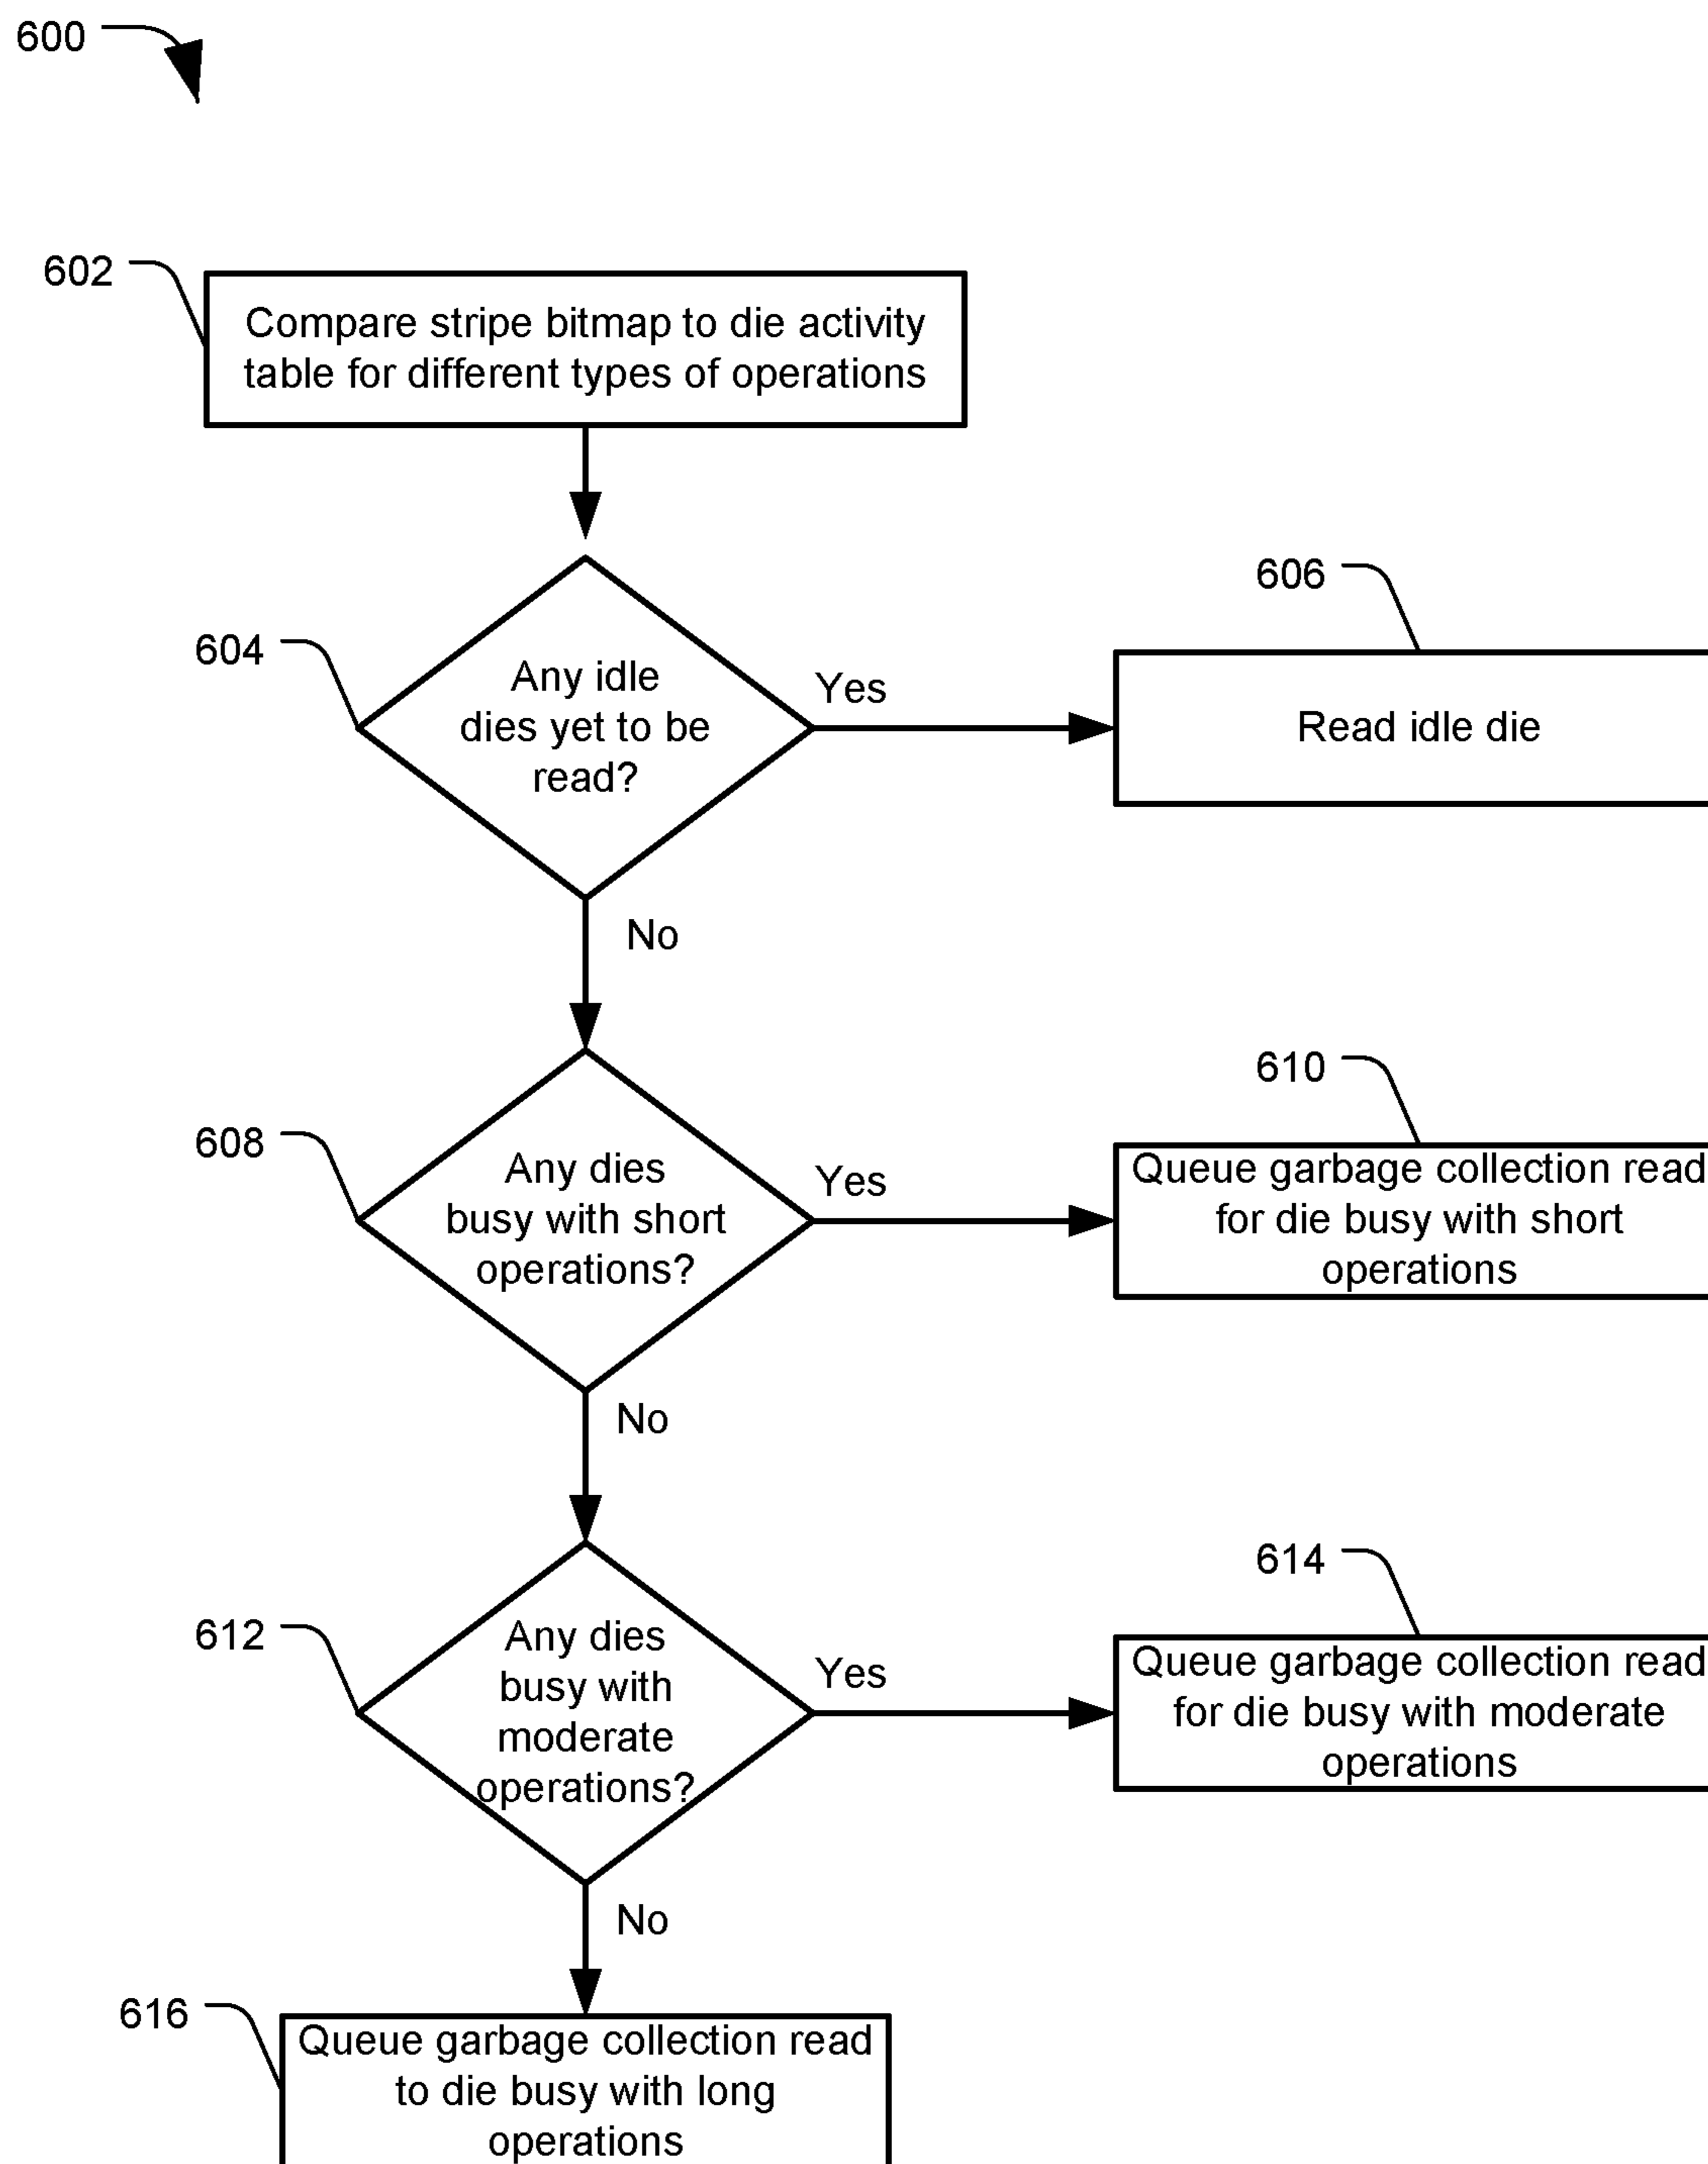 600
602
Compare stripe bitmap to die activity
table for different types of operations
604
Any idle
dies yet to be
read?
Yes
606
Read idle die
No
608
Any dies
busy with short
operations?
Yes
610
Queue garbage collection read
for die busy with short
operations
No
612
Any dies
busy with
moderate
operations?
Yes
614
Queue garbage collection read
for die busy with moderate
operations
No
616
Queue garbage collection read
to die busy with long
operations